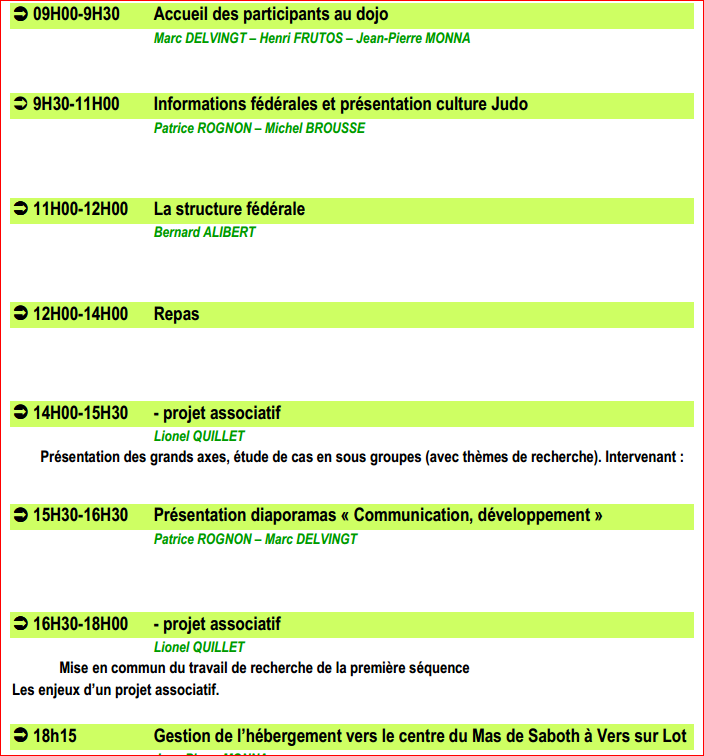 09H00-9H30 Accueil des participants au dojo
Marc DELVINGT – Henri FRUTOS – Jean-Pierre MONNA
9H30-11H00 Informations fédérales et présentation culture Judo
Patrice ROGNON – Michel BROUSSE
11H00-12H00 La structure fédérale
Bernard ALIBERT
12H00-14H00 Repas
14H00-15H30 - projet associatif
Lionel QUILLET
Présentation des grands axes, étude de cas en sous groupes (avec thèmes de recherche). Intervenant :
15H30-16H30 Présentation diaporamas « Communication, développement »
Patrice ROGNON – Marc DELVINGT
16H30-18H00 - projet associatif
Lionel QUILLET
Mise en commun du travail de recherche de la première séquence
Les enjeux d'un projet associatif.
18h15 Gestion de l'hébergement vers le centre du Mas de Saboth à Vers sur Lot